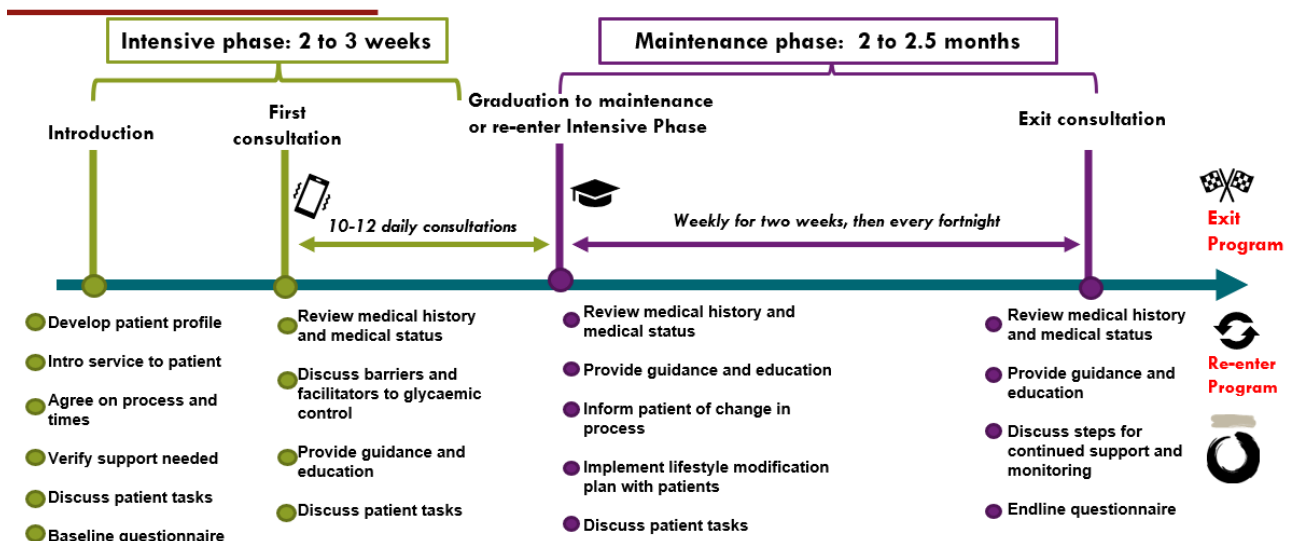 Intensive phase: 2 to 3 weeks
Maintenance phase:  2 to 2.5 months
Introduction
First
consultation
Graduation to maintenance
or re-enter Intensive Phase
Exit consultation
10-12 daily consultations
Weekly for two weeks, then every fortnight
Exit
Program
Re-enter
Program
Develop patient profile
Intro service to patient
Agree on process and
times
Verify support needed
Discuss patient tasks
Baseline questionnaire
Review medical history
and medical status
Discuss barriers and
facilitators to glycaemic
control
Provide guidance and
education
Discuss patient tasks
Review medical history and
medical status
Provide guidance and education
Inform patient of change in
process
Implement lifestyle modification
plan with patients
Discuss patient tasks
Review medical history
and medical status
Provide guidance and
education
Discuss steps for
continued support and
monitoring
Endline questionnaire